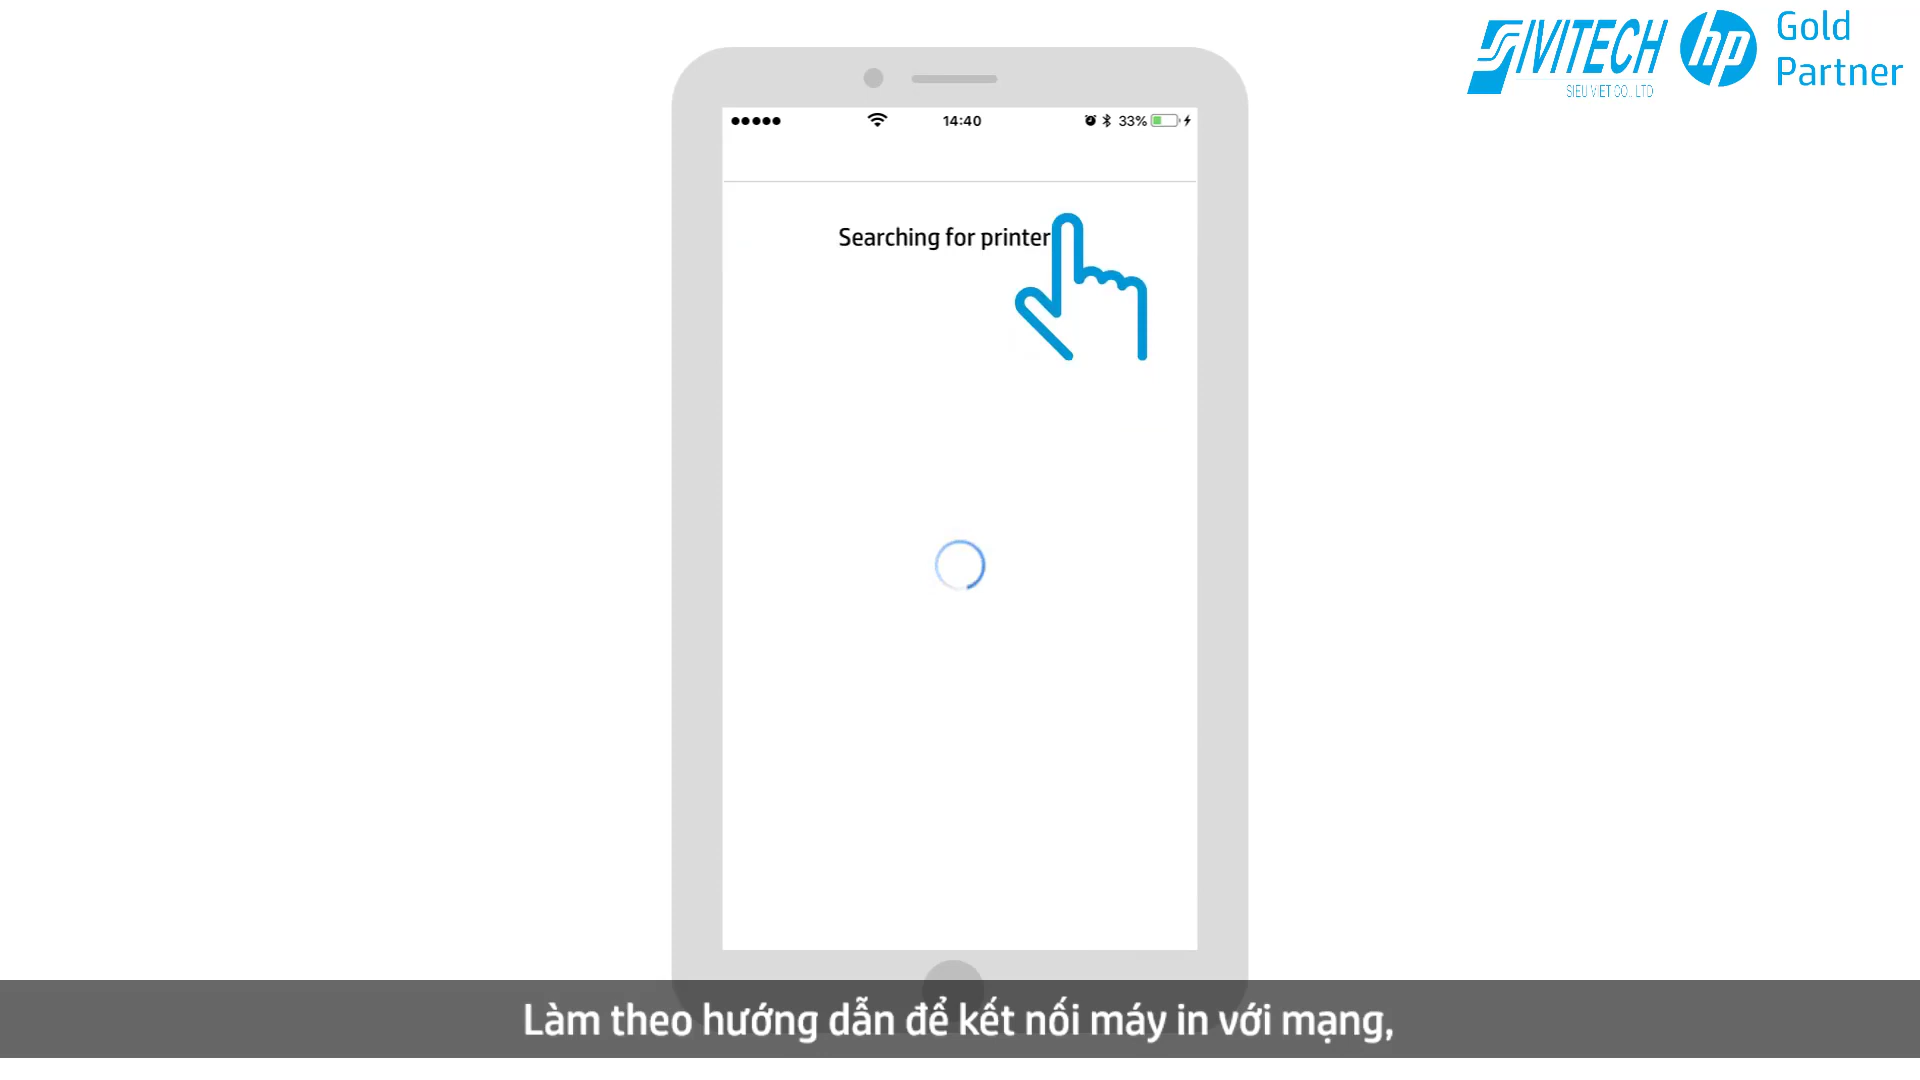 SIVITECH
SIEU VIET CO., LTD
hp
Gold
Partner
14:40
33%
Searching for printer
Làm theo hướng dẫn để kết nối máy in với mạng,